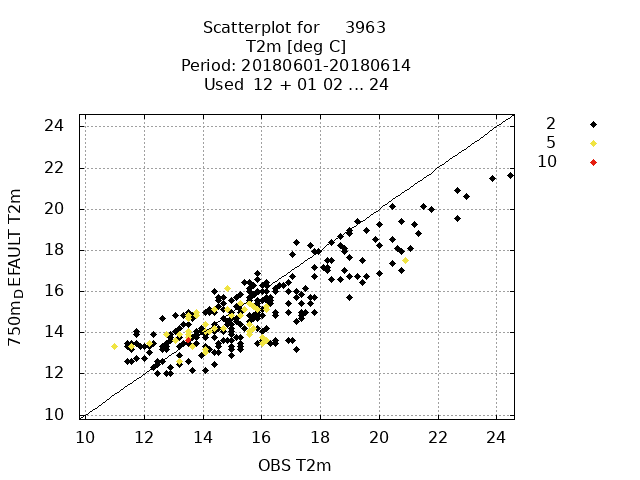 Scatterplot for 3963
T2m [deg C]
Period: 20180601-20180614
Used 12 + 01 02 ... 24
2
5
10
24
22
20
18
16
14
12
10
750mDEFAULT T2m
10 12 14 16 18 20 22 24
OBS T2m